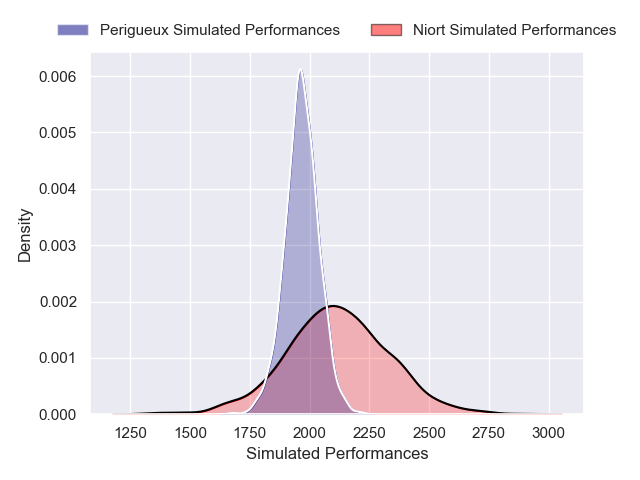 Perigueux Simulated Performances
Niort Simulated Performances
0.006
0.005
0.004
0.003
0.002
0.001
0.000
Density
1250 1500 1750 2000 2250 2500 2750 3000
Simulated Performances